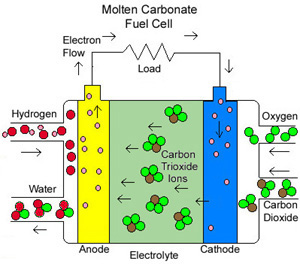 Molten Carbonate
Fuel Cell
Electron
Flow
Load
Hydrogen
Oxygen
Carbon
Trioxide
Ions
Water
Carbon
Dioxide
Anode
Electrolyte
Cathode